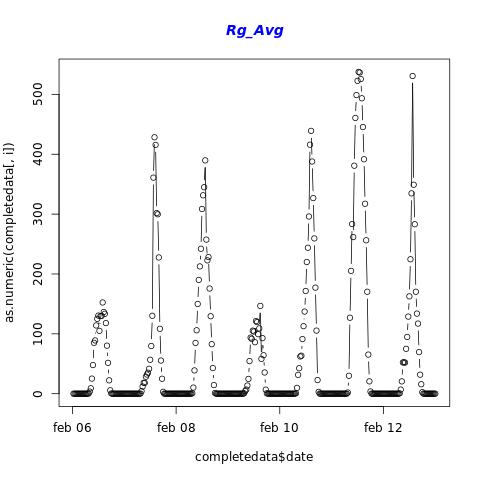 Rg_Avg
as.numeric(completedata[, i])
500
400
300
200
100
0
feb 06
feb 08
feb 10
feb 12
completedata$date